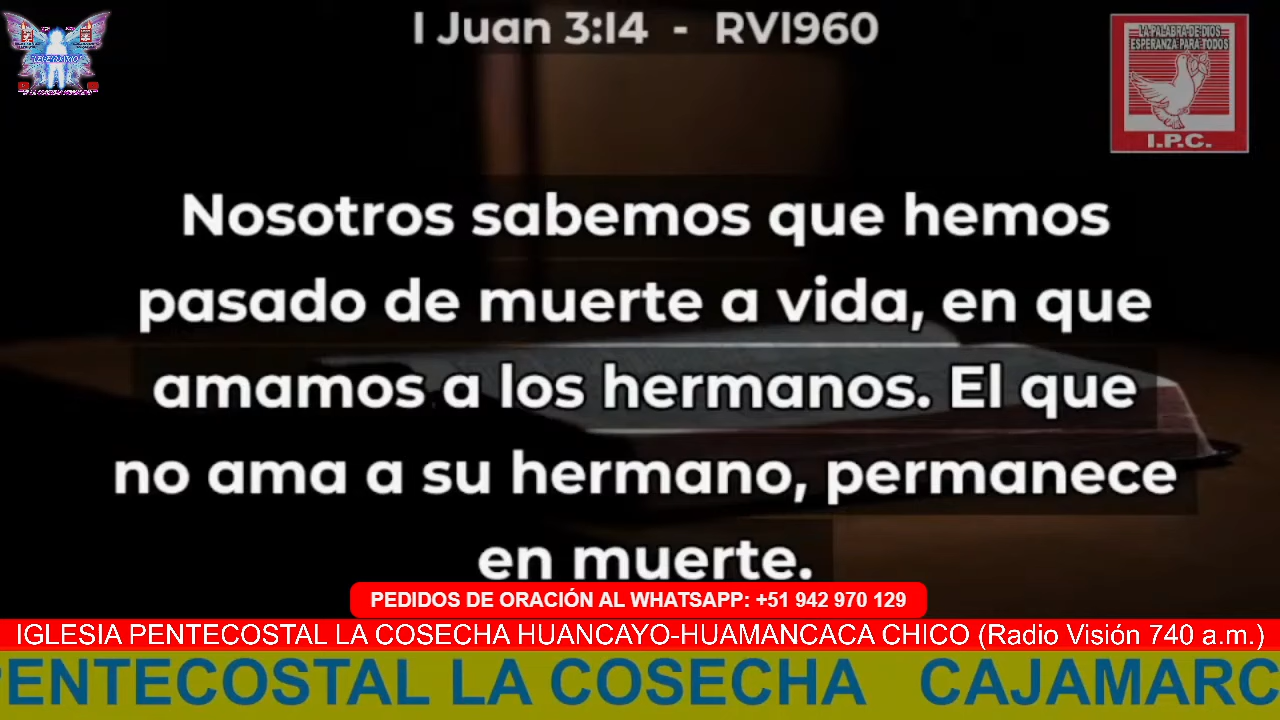 I Juan 3:14 - RV1960
LA PALABRA DE DIOS
ESPERANZA PARA TODOS
I.P.C.
Nosotros sabemos que hemos
pasado de muerte a vida, en que
amamos a los hermanos. El que
no ama a su hermano, permanece
en muerte.
PEDIDOS DE ORACIÓN AL WHATSAPP: +51 942 970 129
IGLESIA PENTECOSTAL LA COSECHA HUANCAYO-HUAMANCACA CHICO (Radio Visión 740 a.m.)
PENTECOSTAL LA COSECHA CAJAMARC